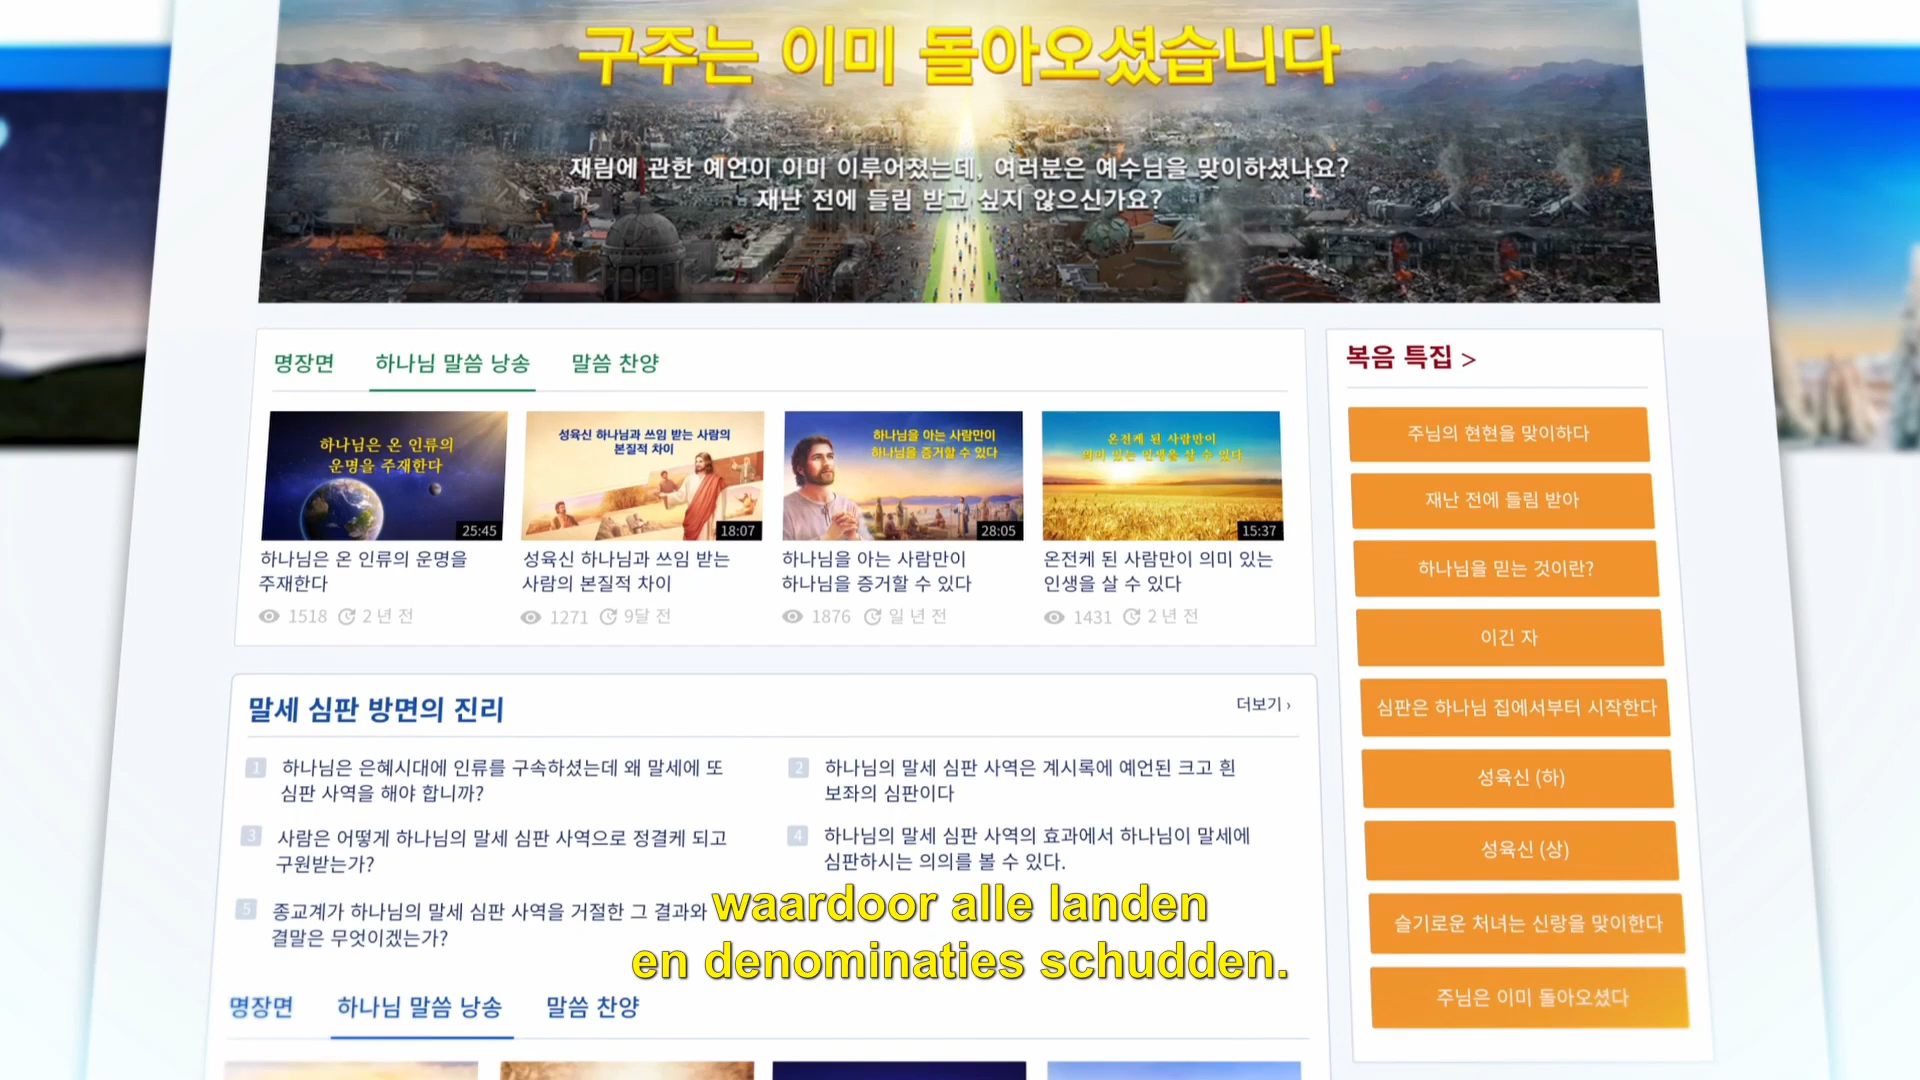 구주는 이미 돌아오셨습니다
재림에 관한 예언이 이미 이루어졌는데, 여러분은 예수님을 맞이하셨나요?
재난 전에 들림 받고 싶지 않으신가요?
명장면 하나님 말씀 낭송 말씀 찬양
하나님은 온 인류의
운명을 주재한다
25:45
하나님은 온 인류의 운명을
주재한다
1518 2 년 전
성육신 하나님과 쓰임 받는 사람의
본질적 차이
18:07
성육신 하나님과 쓰임 받는
사람의 본질적 차이
1271 9달 전
하나님을 아는 사람만이
하나님을 증거할 수 있다
28:05
하나님을 아는 사람만이
하나님을 증거할 수 있다
1876 일 년 전
온전케 된 사람만이
의미 있는 인생을 살 수 있다
15:37
온전케 된 사람만이 의미 있는
인생을 살 수 있다
1431 2 년 전
복음 특집 >
주님의 현현을 맞이하다
재난 전에 들림 받아
하나님을 믿는 것이란?
이긴 자
심판은 하나님 집에서부터 시작한다
성육신 (하)
성육신 (상)
슬기로운 처녀는 신랑을 맞이한다
주님은 이미 돌아오셨다
말세 심판 방면의 진리
더보기 ›
1 하나님은 은혜시대에 인류를 구속하셨는데 왜 말세에 또
심판 사역을 해야 합니까?
2 하나님의 말세 심판 사역은 계시록에 예언된 크고 흰
보좌의 심판이다
3 사람은 어떻게 하나님의 말세 심판 사역으로 정결케 되고
구원받는가?
4 하나님의 말세 심판 사역의 효과에서 하나님이 말세에
심판하시는 의의를 볼 수 있다.
5 종교계가 하나님의 말세 심판 사역을 거절한 그 결과와
결말은 무엇이겠는가?
waardoor alle landen
en denominaties schudden.
명장면 하나님 말씀 낭송 말씀 찬양